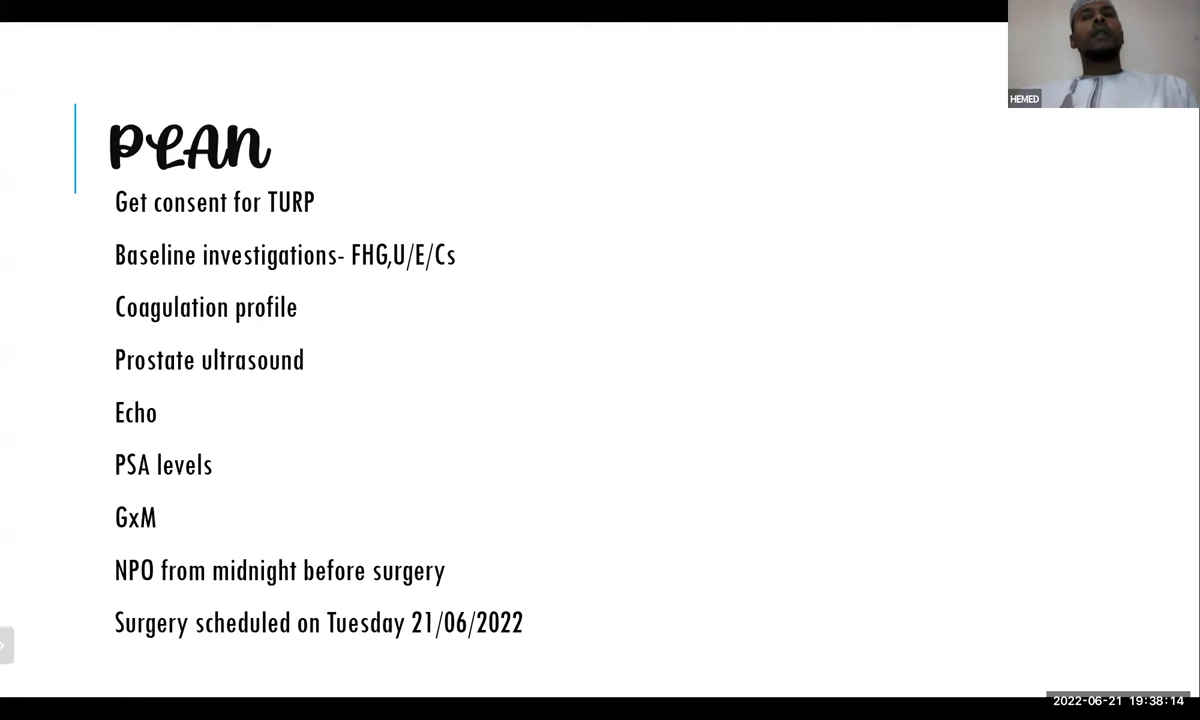 HEMED
PLAN
Get consent for TURP
Baseline investigations- FHG,U/E/Cs
Coagulation profile
Prostate ultrasound
Echo
PSA levels
GxM
NPO from midnight before surgery
Surgery scheduled on Tuesday 21/06/2022
2022-06-21 19:38:14